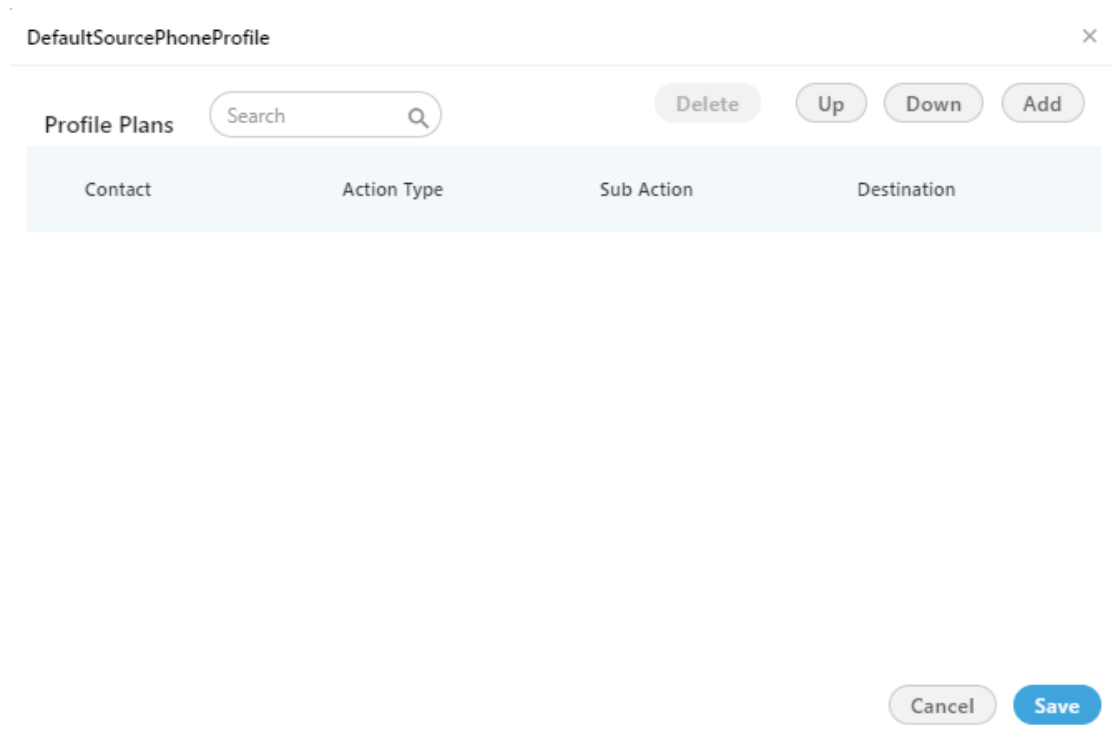 DefaultSourcePhoneProfile
Profile Plans Search Delete Up Down Add
Contact Action Type Sub Action Destination
Cancel Save